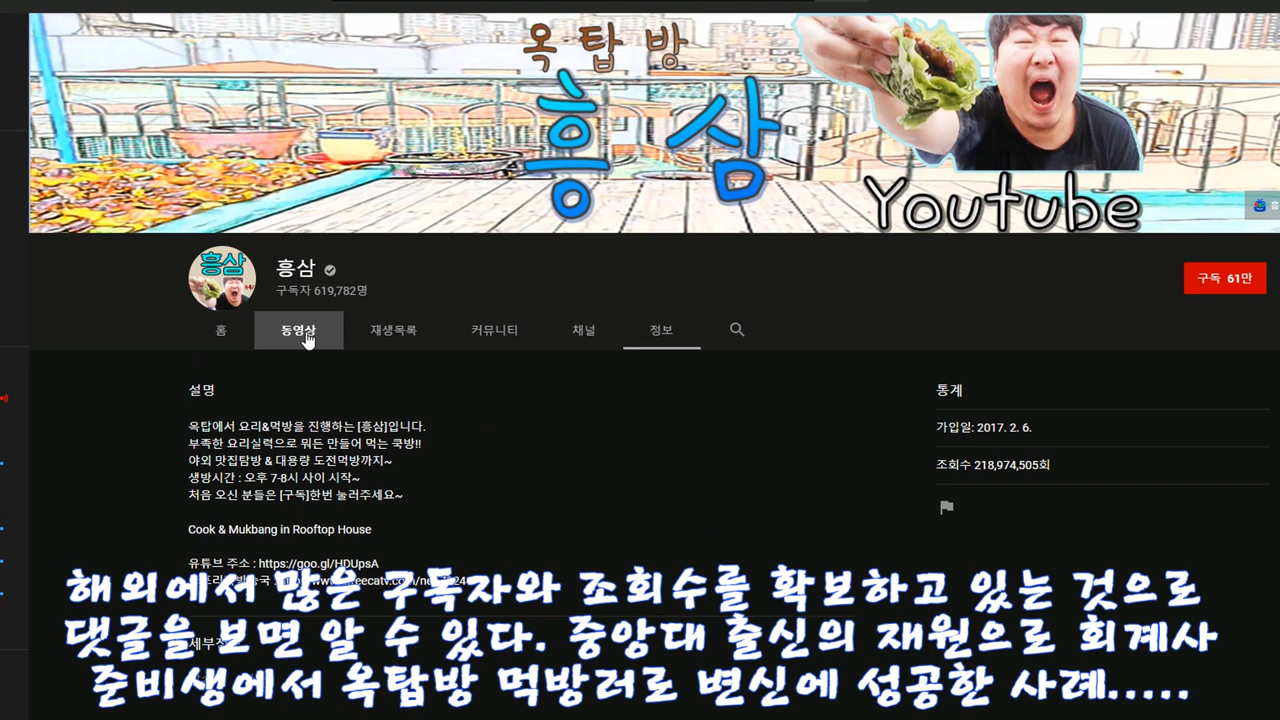 옥탑방
흥삼
Youtube
흥삼
흥삼
구독자 619,782명
구독 61만
홈
동영상
재생목록
커뮤니티
채널
정보
설명
옥탑에서 요리&먹방을 진행하는 [흥삼]입니다.
부족한 요리실력으로 뭐든 만들어 먹는 쿡방!!
야외 맛집탐방 & 대용량 도전먹방까지~
생방시간 : 오후 7-8시 사이 시작~
처음 오신 분들은 [구독]한번 눌러주세요~
Cook & Mukbang in Rooftop House
유튜브 주소 : https://goo.gl/HDUpsA
통계
가입일: 2017. 2. 6.
조회수 218,974,505회
해외에서 많은 구독자와 조회수를 확보하고 있는 것으로
댓글을 보면 알 수 있다. 중앙대 출신의 재원으로 회계사
준비생에서 옥탑방 먹방러로 변신에 성공한 사례.....